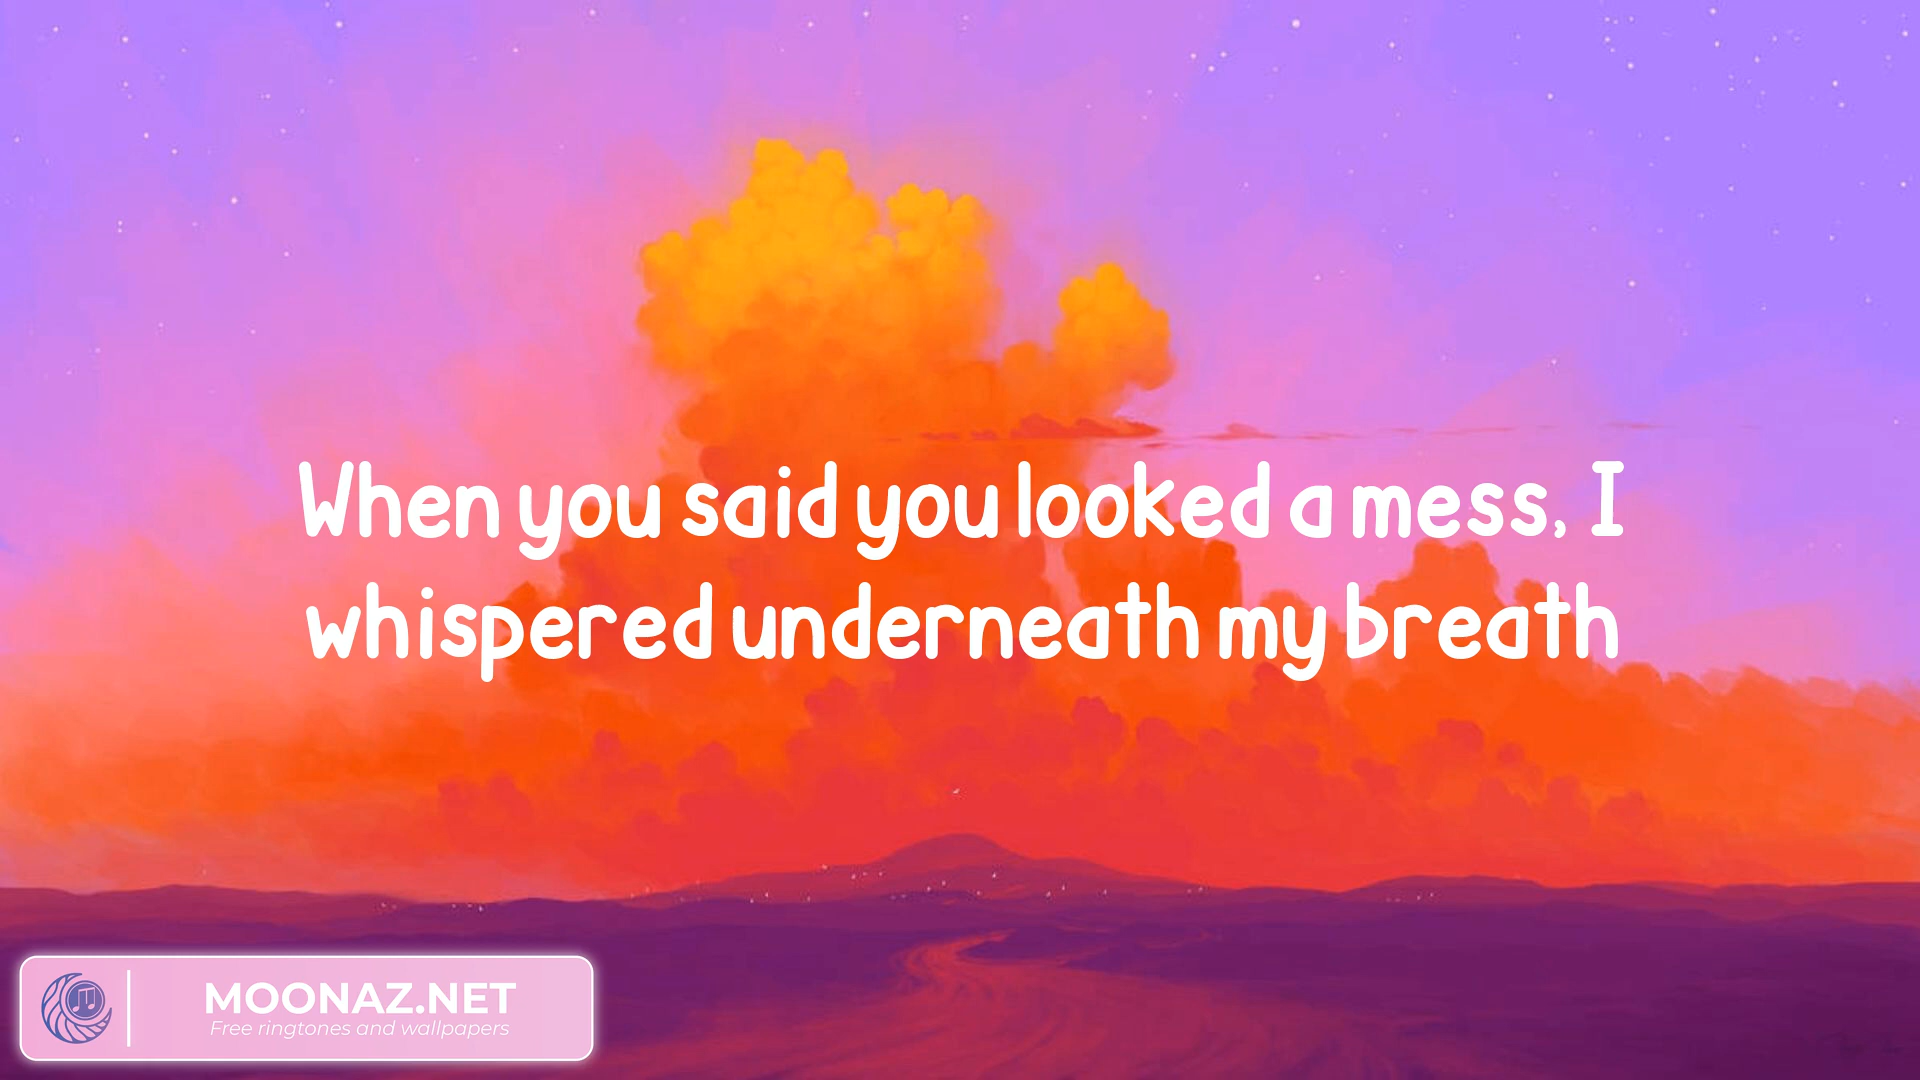 When you said you looked a mess, I
whispered underneath my breath
MOONAZ.NET
Free ringtones and wallpapers